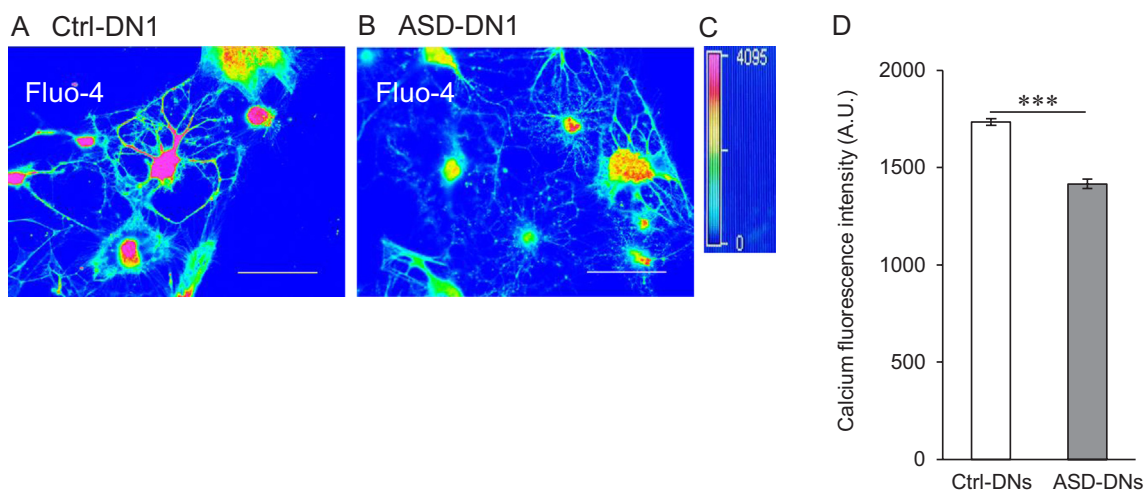 A Ctrl-DN1
Fluo-4
B ASD-DN1
Fluo-4
C
4095
0
D
Calcium fluorescence intensity (A.U.)
2000
1500
1000
500
0
***
Ctrl-DNs
ASD-DNs